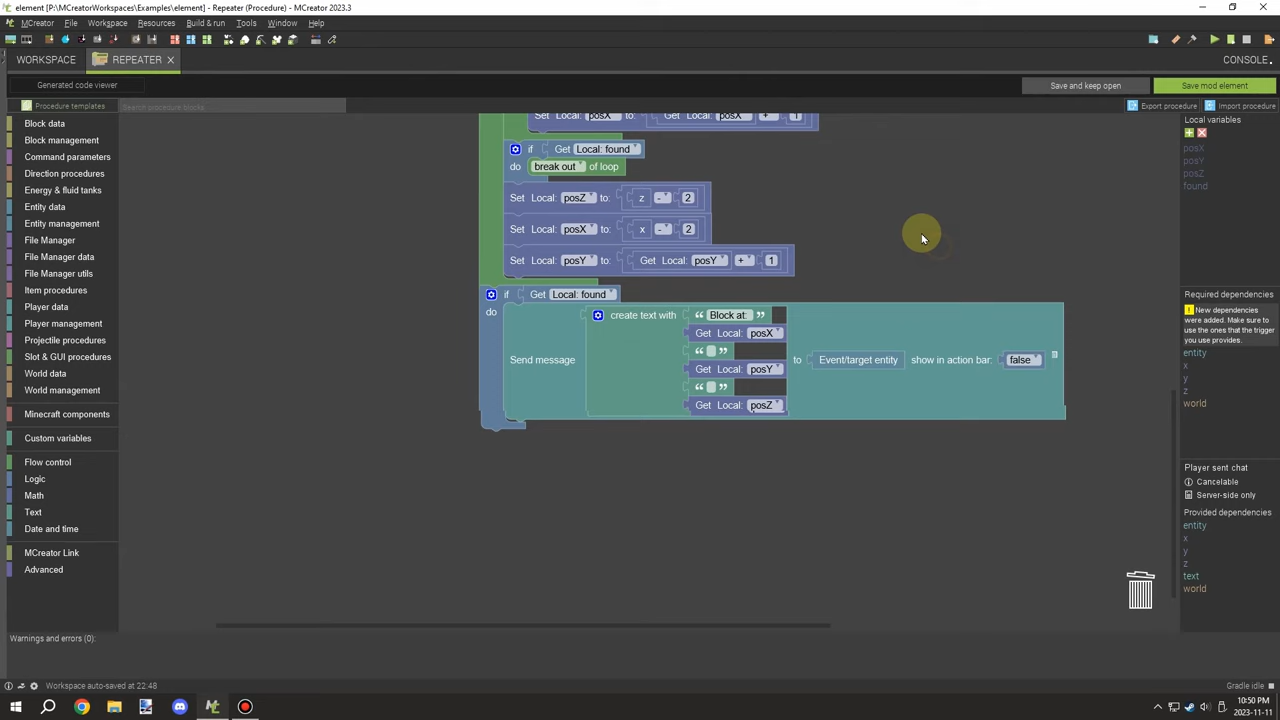 element [P:\MCreatorWorkspaces\Examples\element] - Repeater (Procedure) - MCreator 2023.3
MCreator File Workspace Resources Build & run Tools Window Help
WORKSPACE REPEATER CONSOLE
Generated code viewer Save and keep open Save mod element
Procedure templates Search procedure blocks Export procedure Import procedure
Block data
Block management
Command parameters
Direction procedures
Energy & fluid tanks
Entity data
Entity management
File Manager
File Manager data
File Manager utils
Item procedures
Player data
Player management
Projectile procedures
Slot & GUI procedures
World data
World management
Minecraft components
Custom variables
Flow control
Logic
Math
Text
Date and time
MCreator Link
Advanced
Set Local: posX to: Get Local: posX + 1
if Get Local: found
do break out of loop
Set Local: posZ to: z - 2
Set Local: posX to: x - 2
Set Local: posY to: Get Local: posY + 1
if Get Local: found
do
create text with “ Block at: ”
Get Local: posX
“ ”
Send message Get Local: posY to Event/target entity show in action bar: false
“ ”
Get Local: posZ
Local variables
posX
posY
posZ
found
Required dependencies
New dependencies
were added. Make sure to
use the ones that the trigger
you use provides.
entity
x
y
z
world
Player sent chat
Cancelable
Server-side only
Provided dependencies
entity
x
y
z
text
world
Warnings and errors (0):
Workspace auto-saved at 22:48 Gradle idle
10:50 PM
2023-11-11